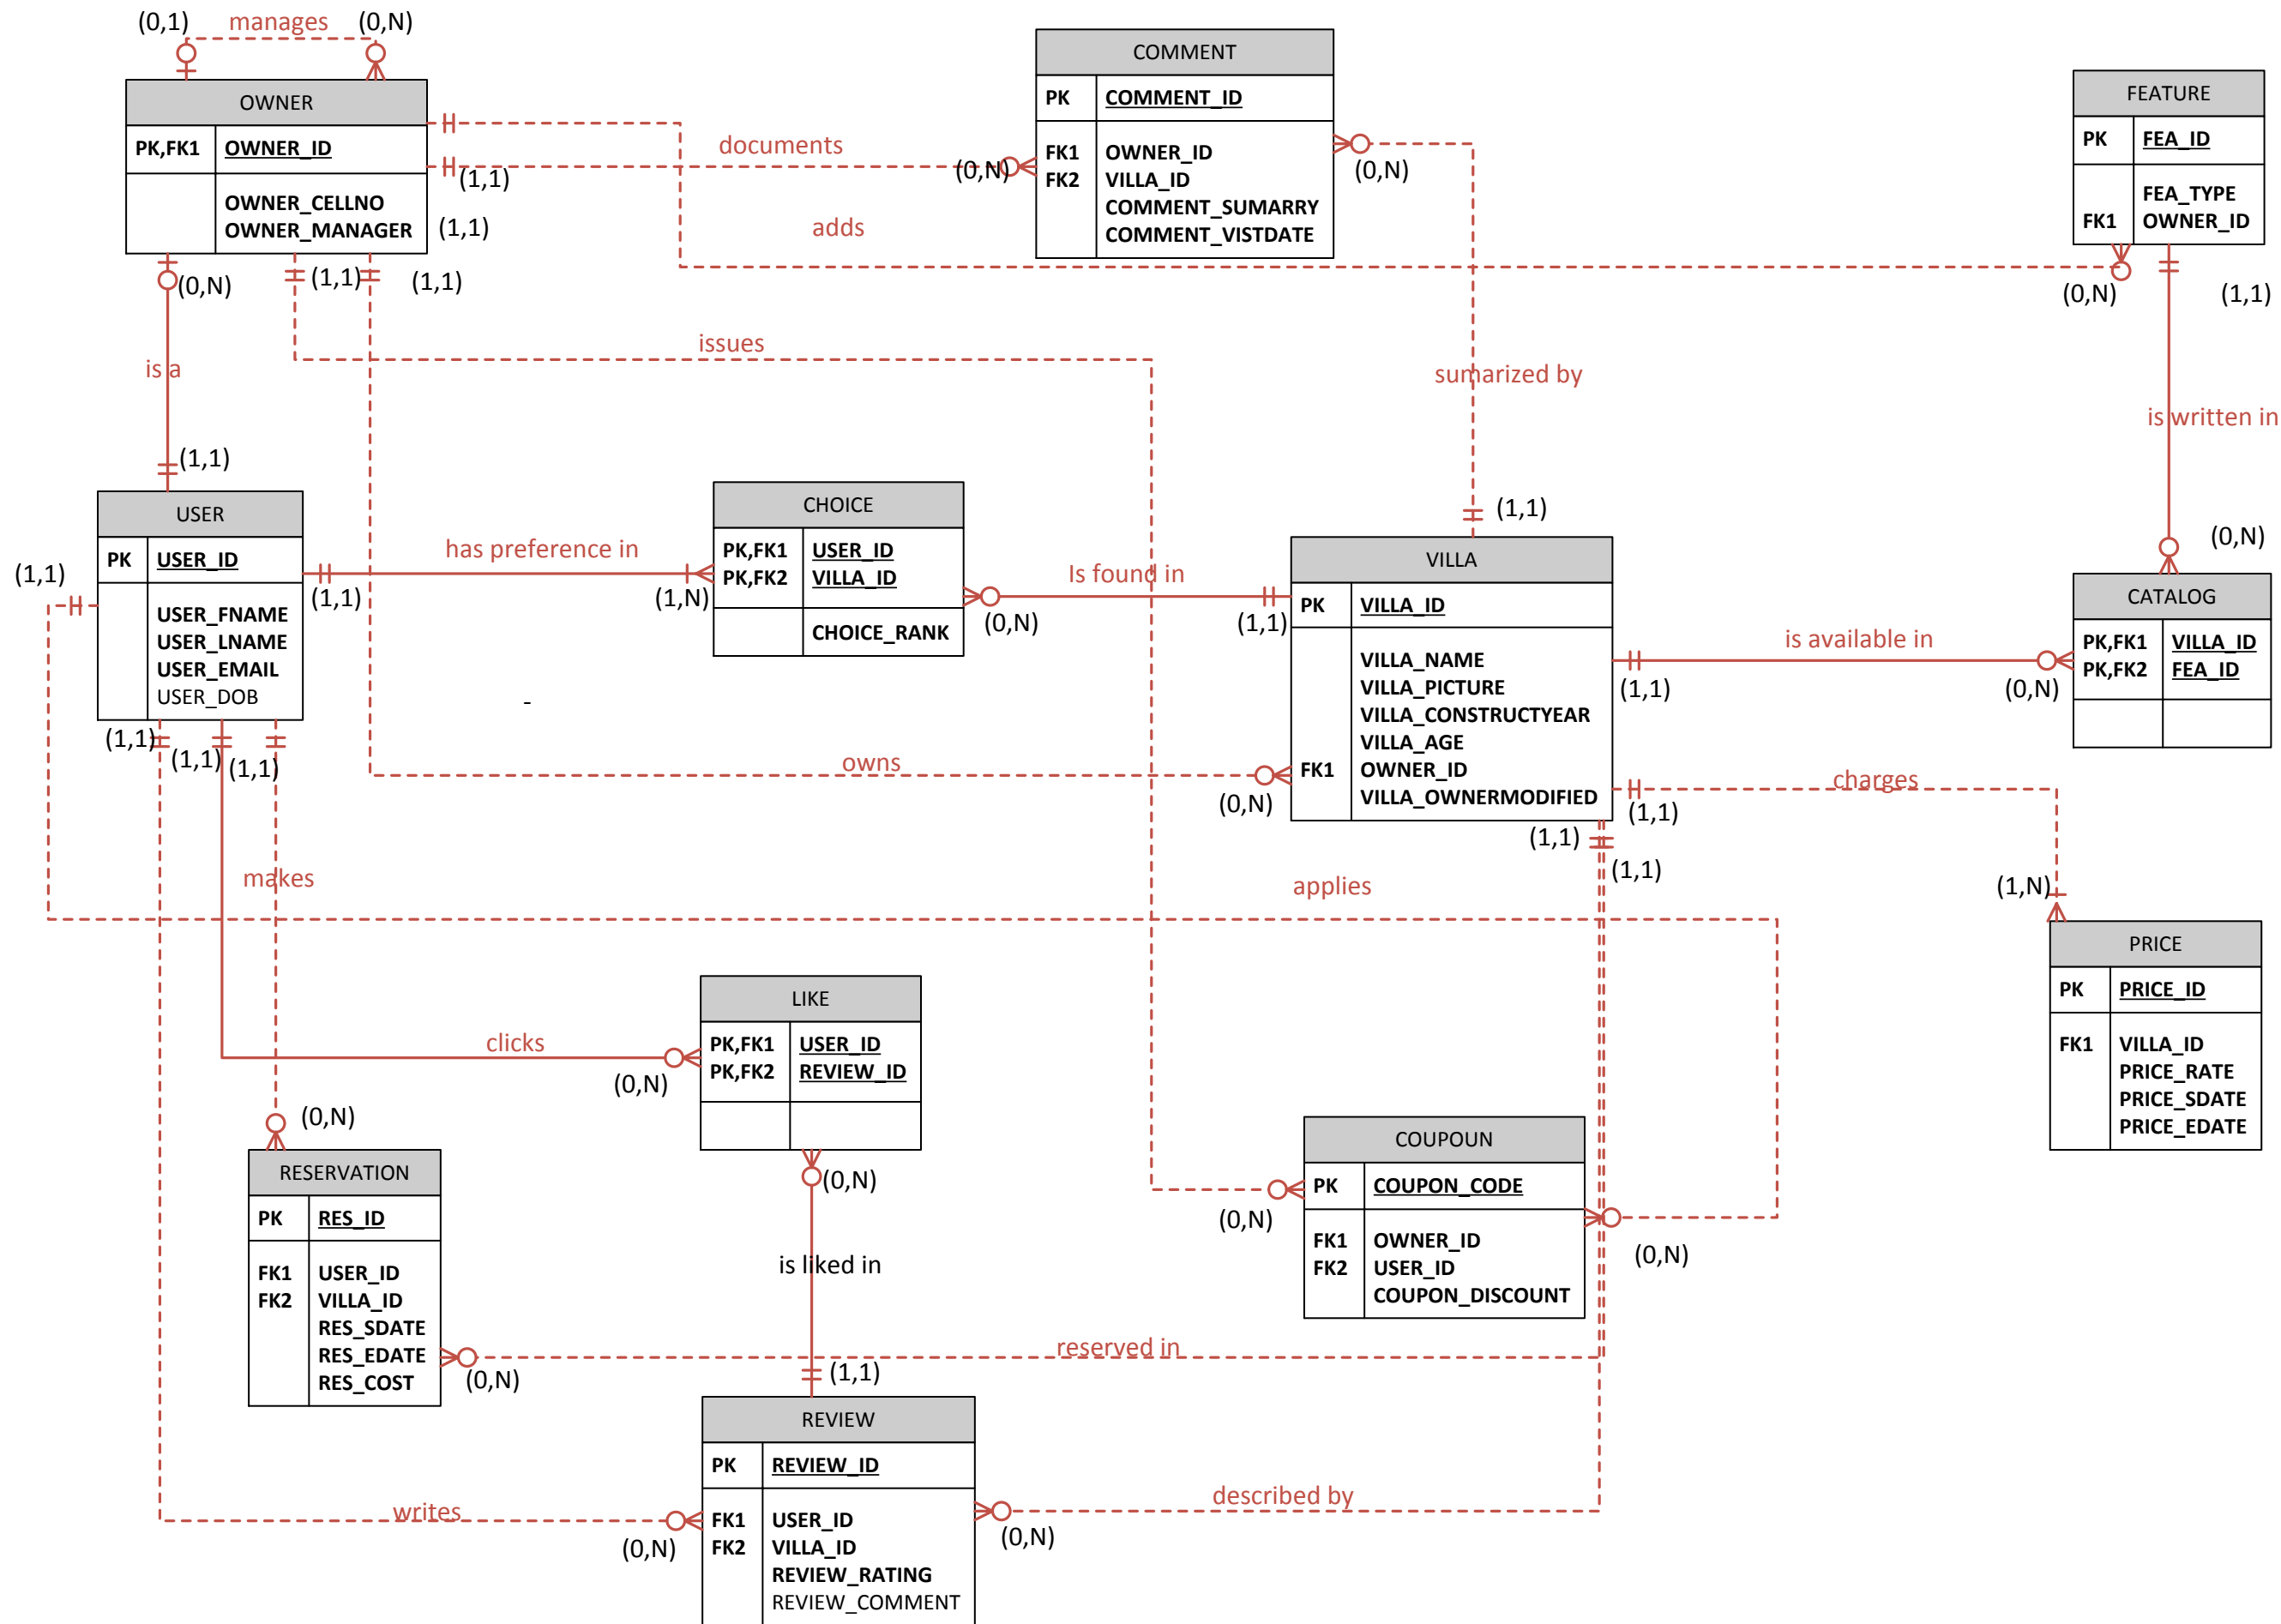 (0,1) manages (0,N)
OWNER
PK,FK1 OWNER_ID
OWNER_CELLNO
OWNER_MANAGER
(1,1)
(1,1)
(0,N)
(1,1)
(1,1)
documents
(0,N)
adds
COMMENT
PK COMMENT_ID
FK1 OWNER_ID
FK2 VILLA_ID
COMMENT_SUMARRY
COMMENT_VISTDATE
(0,N)
FEATURE
PK FEA_ID
FEA_TYPE
FK1 OWNER_ID
(0,N)
(1,1)
issues
is a
sumarized by
is written in
(1,1)
(1,1)
(0,N)
USER
PK USER_ID
USER_FNAME
USER_LNAME
USER_EMAIL
USER_DOB
(1,1)
has preference in
(1,1)
(1,N)
CHOICE
PK,FK1 USER_ID
PK,FK2 VILLA_ID
CHOICE_RANK
Is found in
(0,N)
(1,1)
VILLA
PK VILLA_ID
VILLA_NAME
VILLA_PICTURE
VILLA_CONSTRUCTYEAR
VILLA_AGE
FK1 OWNER_ID
VILLA_OWNERMODIFIED
is available in
(1,1)
(0,N)
CATALOG
PK,FK1 VILLA_ID
PK,FK2 FEA_ID
-
(1,1)
(1,1)
(1,1)
owns
(0,N)
charges
(1,1)
(1,1)
(1,1)
makes
applies
(1,N)
PRICE
PK PRICE_ID
FK1 VILLA_ID
PRICE_RATE
PRICE_SDATE
PRICE_EDATE
LIKE
PK,FK1 USER_ID
PK,FK2 REVIEW_ID
clicks
(0,N)
(0,N)
(0,N)
RESERVATION
PK RES_ID
FK1 USER_ID
FK2 VILLA_ID
RES_SDATE
RES_EDATE
RES_COST
(0,N)
is liked in
COUPOUN
PK COUPON_CODE
FK1 OWNER_ID
FK2 USER_ID
COUPON_DISCOUNT
(0,N)
(0,N)
reserved in
(1,1)
REVIEW
PK REVIEW_ID
FK1 USER_ID
FK2 VILLA_ID
REVIEW_RATING
REVIEW_COMMENT
writes
(0,N)
described by
(0,N)